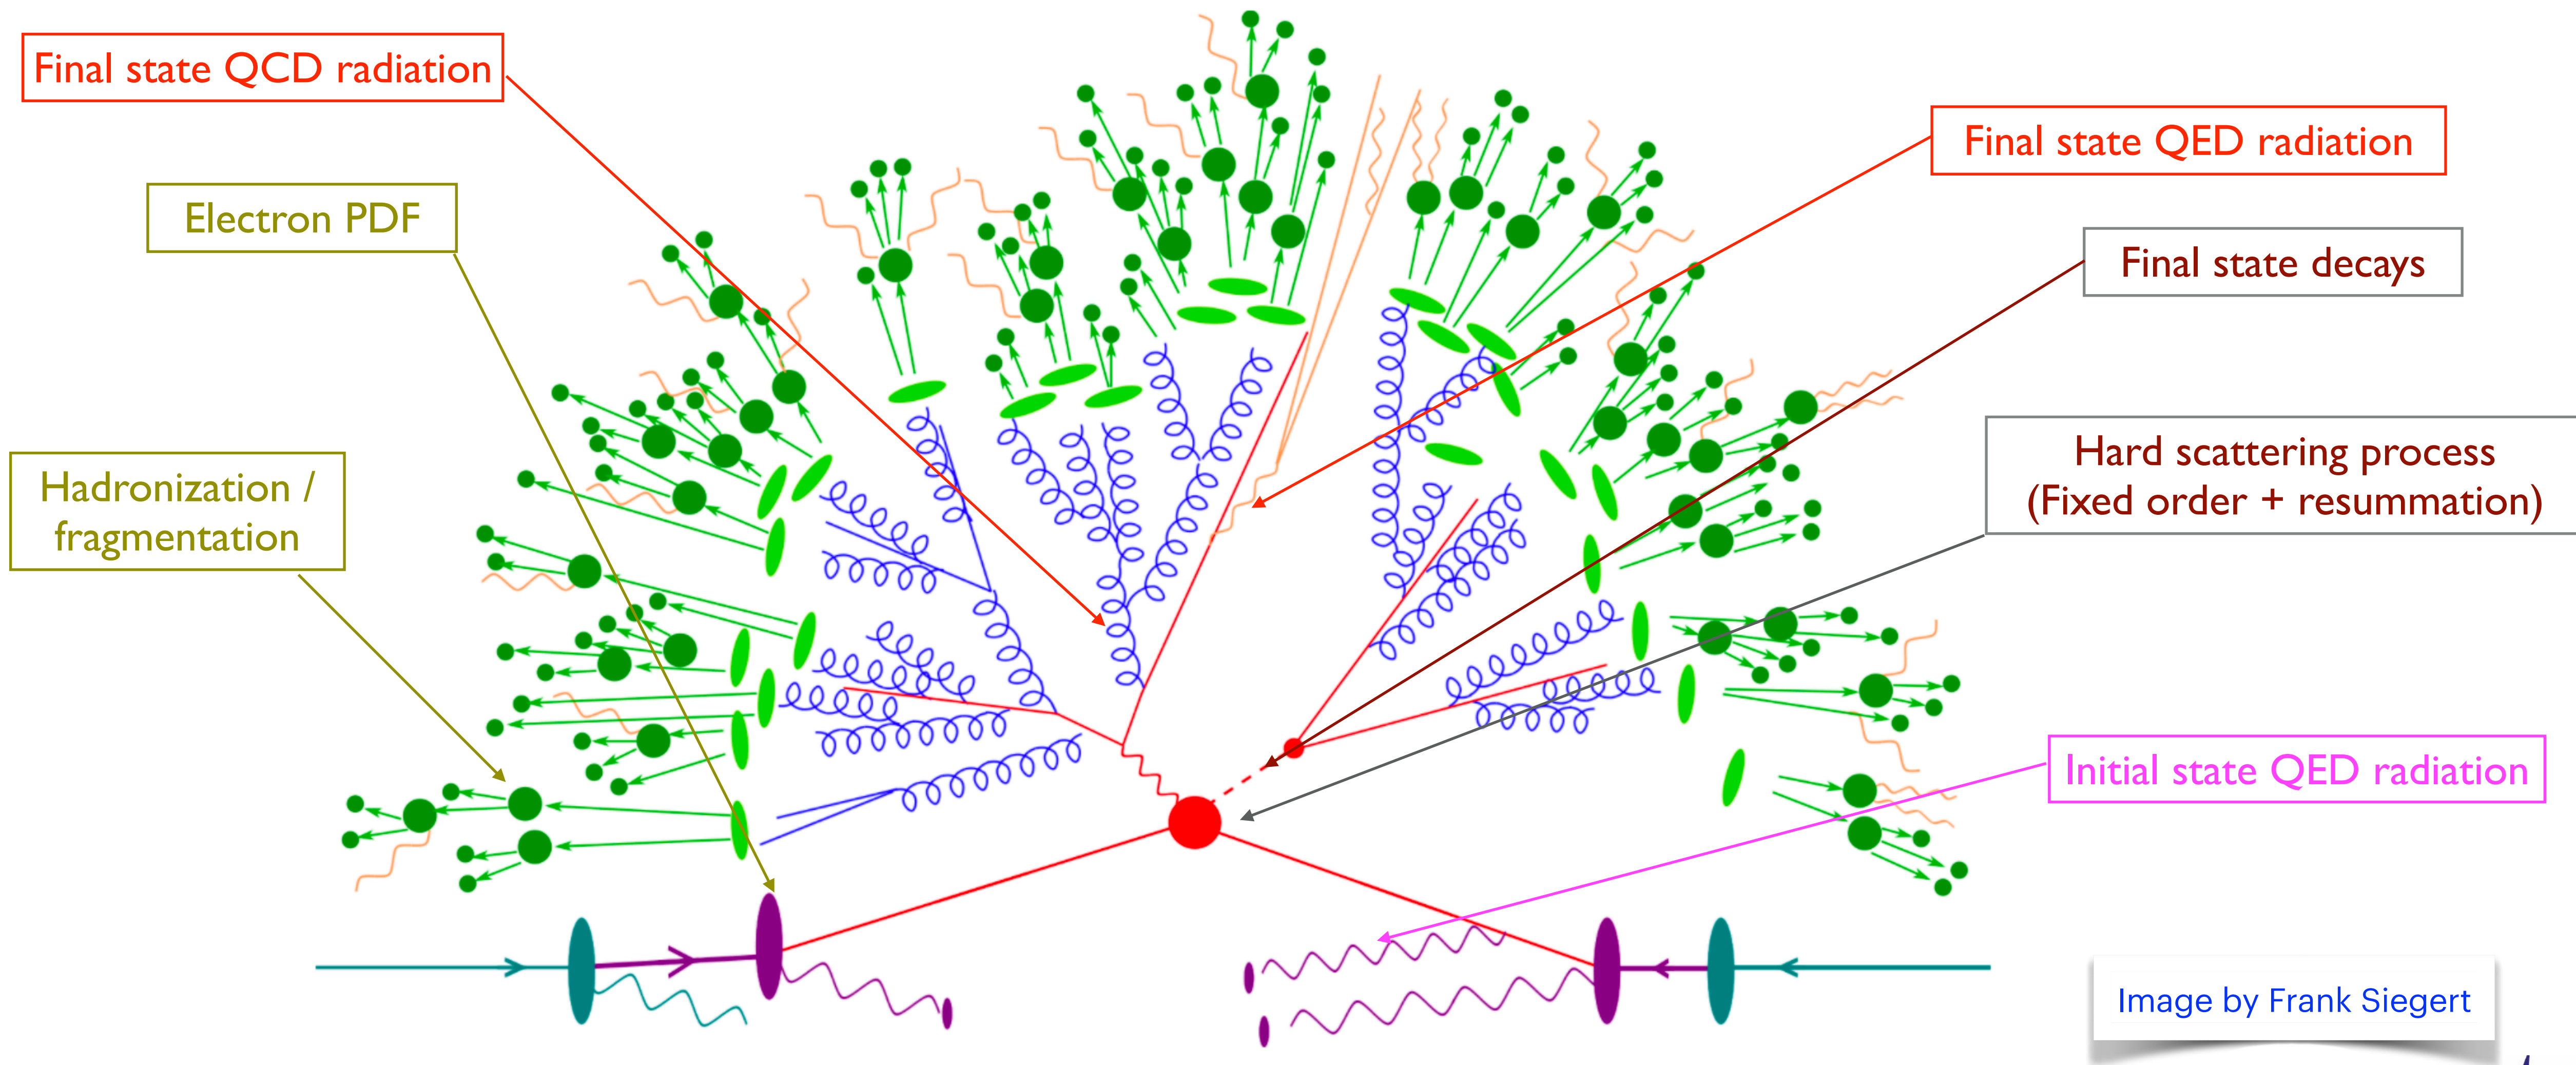 Final state QCD radiation
Final state QED radiation
Electron PDF
Final state decays
Hadronization /
fragmentation
Hard scattering process
(Fixed order + resummation)
Initial state QED radiation
Image by Frank Siegert